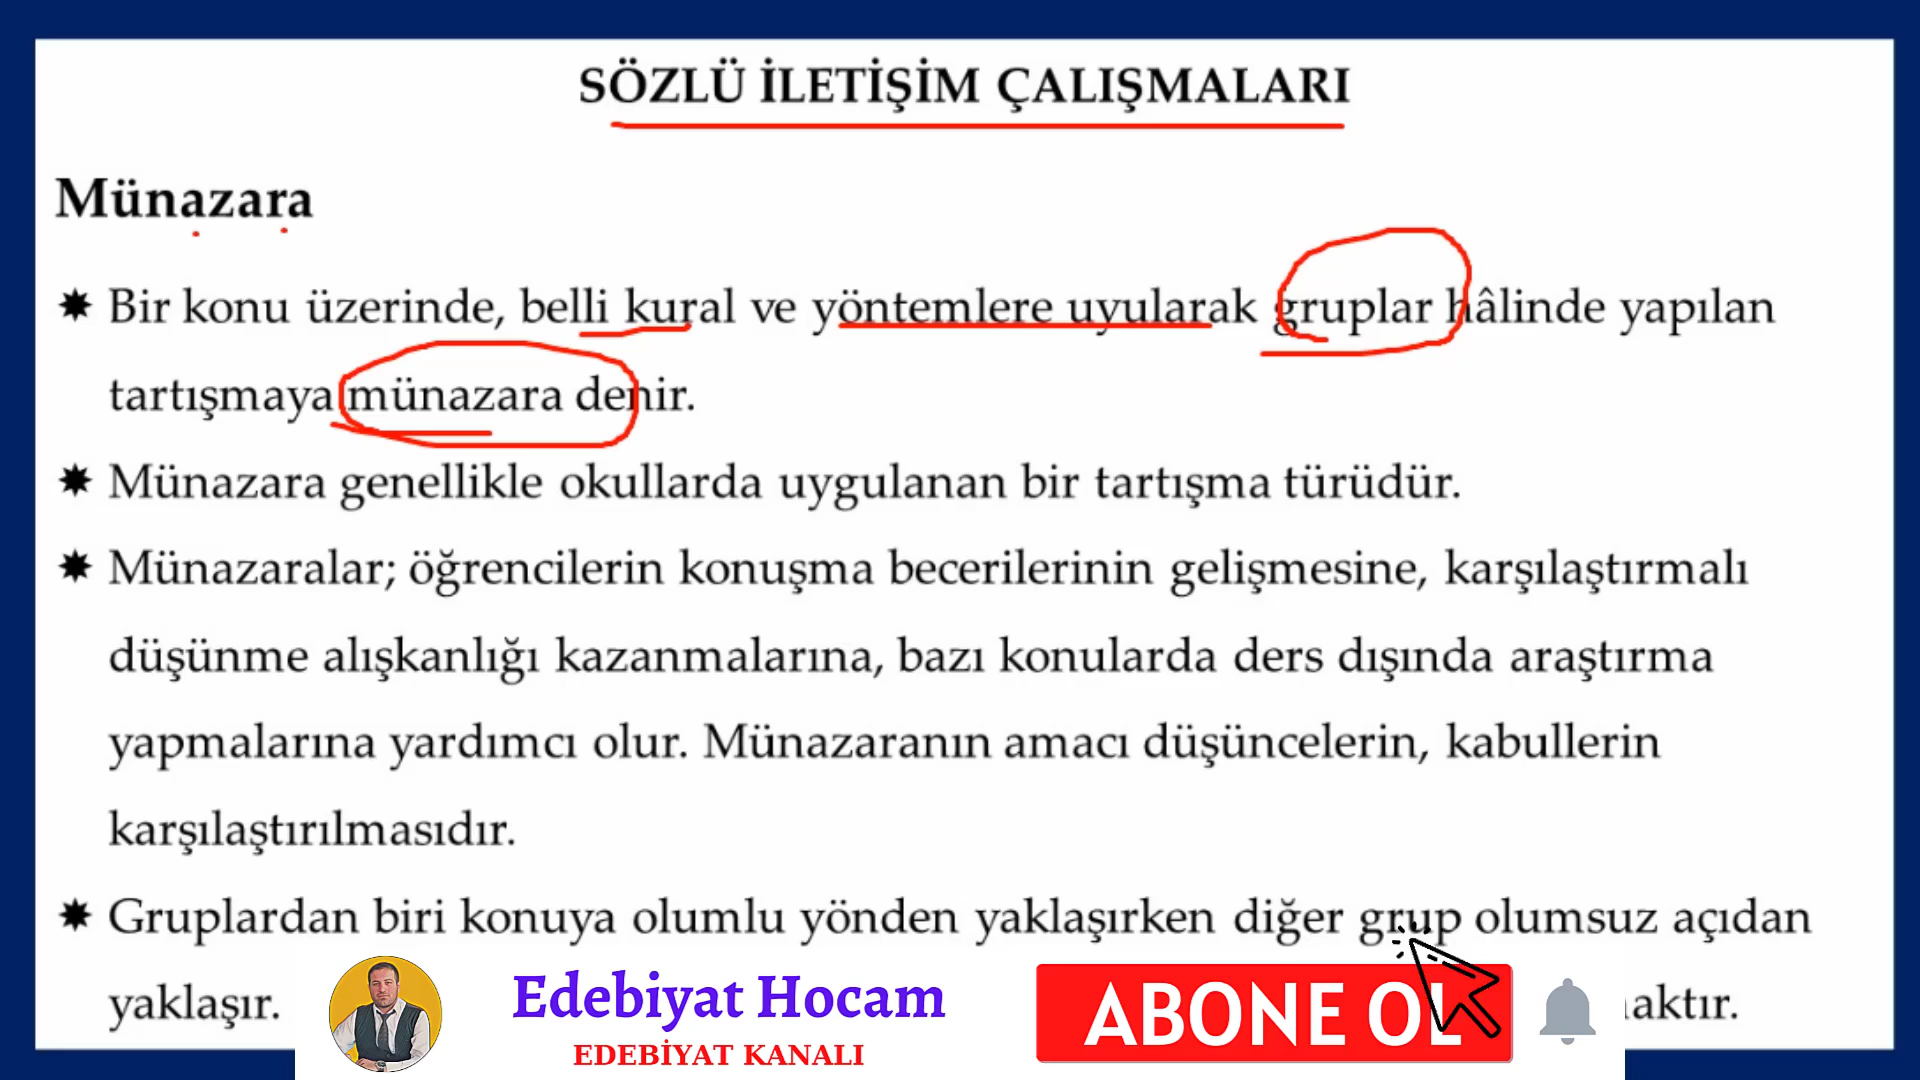 SÖZLÜ İLETİŞİM ÇALIŞMALARI
Münazara
✷ Bir konu üzerinde, belli kural ve yöntemlere uyularak gruplar hâlinde yapılan
tartışmaya münazara denir.
✷ Münazara genellikle okullarda uygulanan bir tartışma türüdür.
✷ Münazaralar; öğrencilerin konuşma becerilerinin gelişmesine, karşılaştırmalı
düşünme alışkanlığı kazanmalarına, bazı konularda ders dışında araştırma
yapmalarına yardımcı olur. Münazaranın amacı düşüncelerin, kabullerin
karşılaştırılmasıdır.
✷ Gruplardan biri konuya olumlu yönden yaklaşırken diğer grup olumsuz açıdan
yaklaşır.
Edebiyat Hocam
EDEBİYAT KANALI
ABONE OL